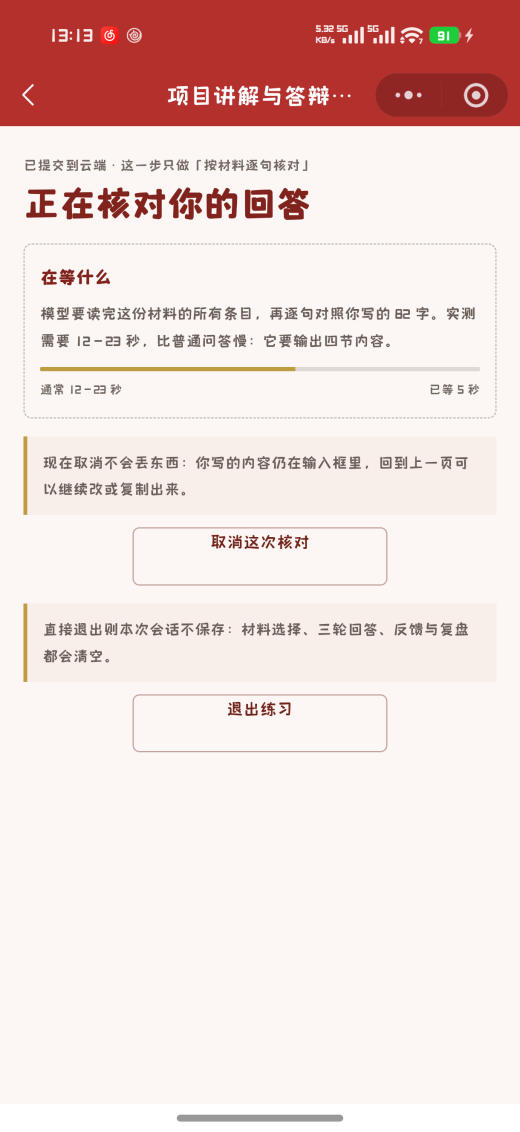 13:13
5.32 5G 5G
KB/s
7
91
项目讲解与答辩…
已提交到云端 · 这一步只做「按材料逐句核对」
正在核对你的回答
在等什么
模型要读完这份材料的所有条目，再逐句对照你写的 82 字。实测
需要 12-23 秒，比普通问答慢：它要输出四节内容。
通常 12-23 秒
已等 5 秒
现在取消不会丢东西：你写的内容仍在输入框里，回到上一页可
以继续改或复制出来。
取消这次核对
直接退出则本次会话不保存：材料选择、三轮回答、反馈与复盘
都会清空。
退出练习